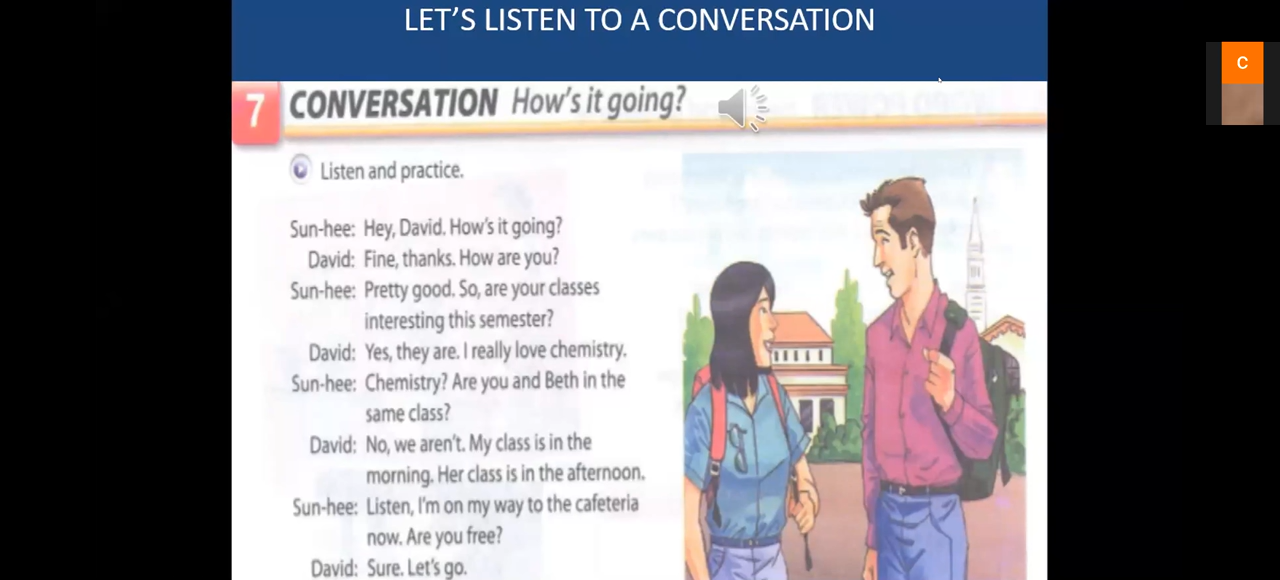 LET'S LISTEN TO A CONVERSATION
7 CONVERSATION How's it going?
Listen and practice.
Sun-hee: Hey, David. How's it going?
David: Fine, thanks. How are you?
Sun-hee: Pretty good. So, are your classes
interesting this semester?
David: Yes, they are. I really love chemistry.
Sun-hee: Chemistry? Are you and Beth in the
same class?
David: No, we aren't. My class is in the
morning. Her class is in the afternoon.
Sun-hee: Listen, I'm on my way to the cafeteria
now. Are you free?
David: Sure. Let's go.
C